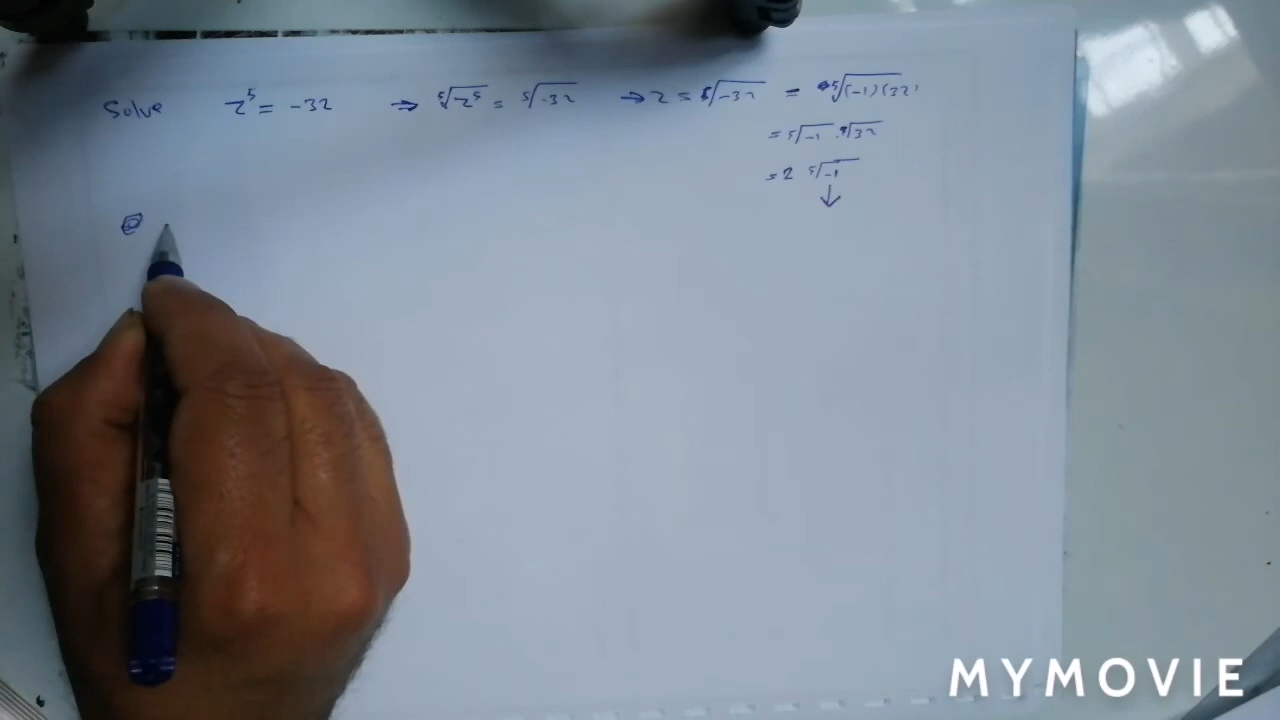 Solve z⁵ = -32 ⇒ ⁵√z⁵ = ⁵√-32 → z = ⁵√-32 = ⁵√(-1)(32)
= ⁵√-1 · ⁵√32
= 2 ⁵√-1
↓
MYMOVIE